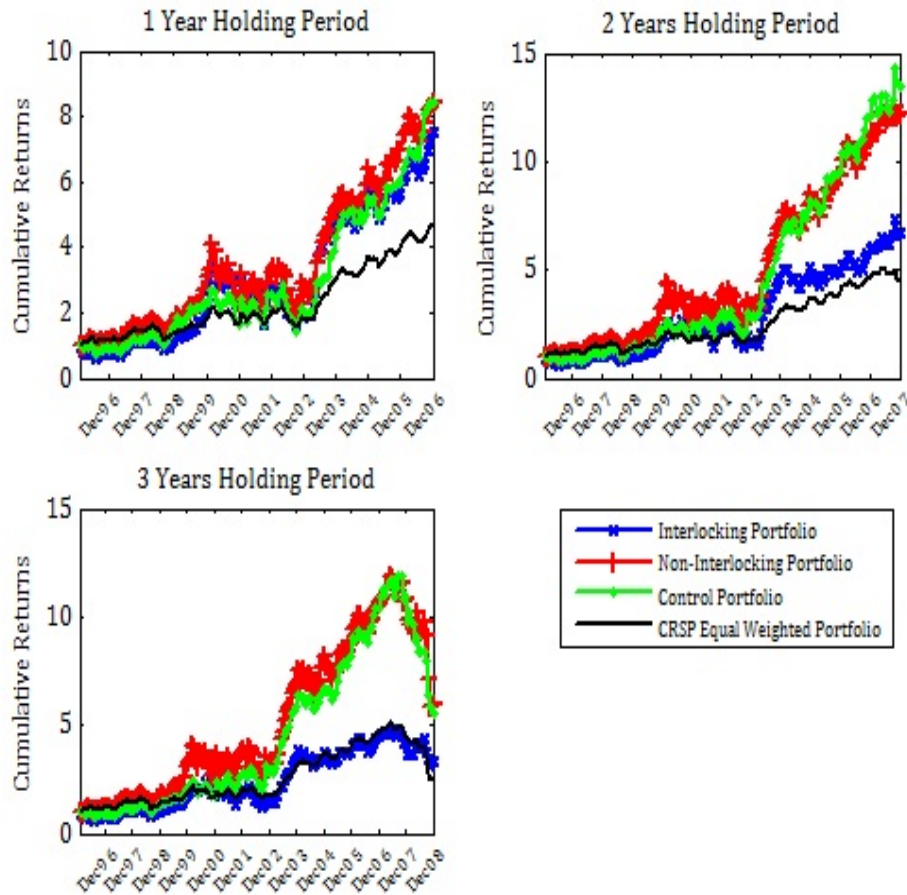 1 Year Holding Period
10
8
6
4
2
0
Cumulative Returns
Dec96
Dec97
Dec98
Dec99
Dec00
Dec01
Dec02
Dec03
Dec04
Dec05
Dec06
2 Years Holding Period
15
10
5
0
Cumulative Returns
Dec96
Dec97
Dec98
Dec99
Dec00
Dec01
Dec02
Dec03
Dec04
Dec05
Dec06
Dec07
3 Years Holding Period
15
10
5
0
Cumulative Returns
Dec96
Dec97
Dec98
Dec99
Dec00
Dec01
Dec02
Dec03
Dec04
Dec05
Dec06
Dec07
Dec08
Interlocking Portfolio
Non-Interlocking Portfolio
Control Portfolio
CRSP Equal Weighted Portfolio